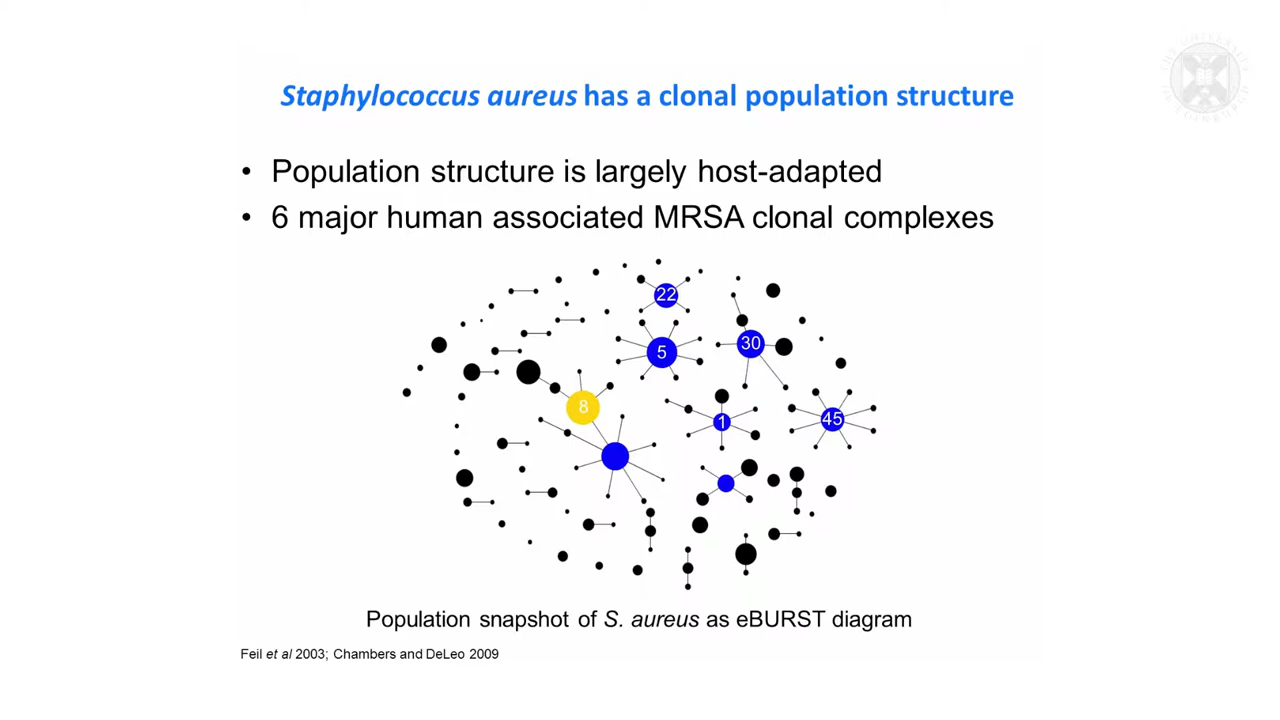 Staphylococcus aureus has a clonal population structure
• Population structure is largely host-adapted
• 6 major human associated MRSA clonal complexes
22
5
30
8
1
45
Population snapshot of S. aureus as eBURST diagram
Feil et al 2003; Chambers and DeLeo 2009